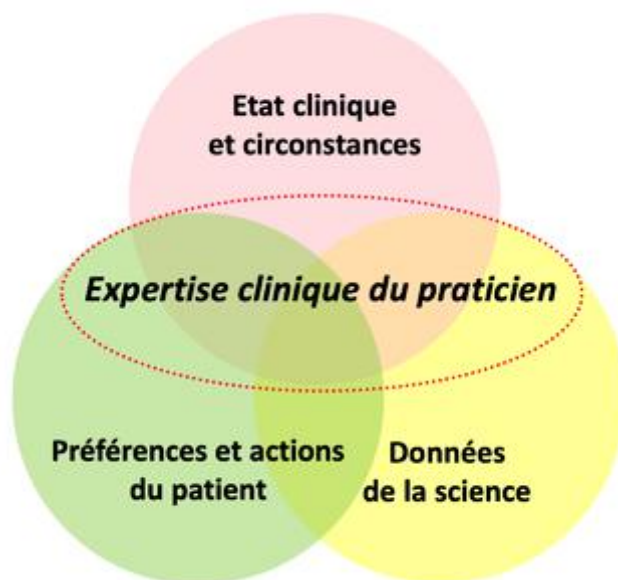 Etat clinique
et circonstances
Expertise clinique du praticien
Préférences et actions
du patient
Données
de la science